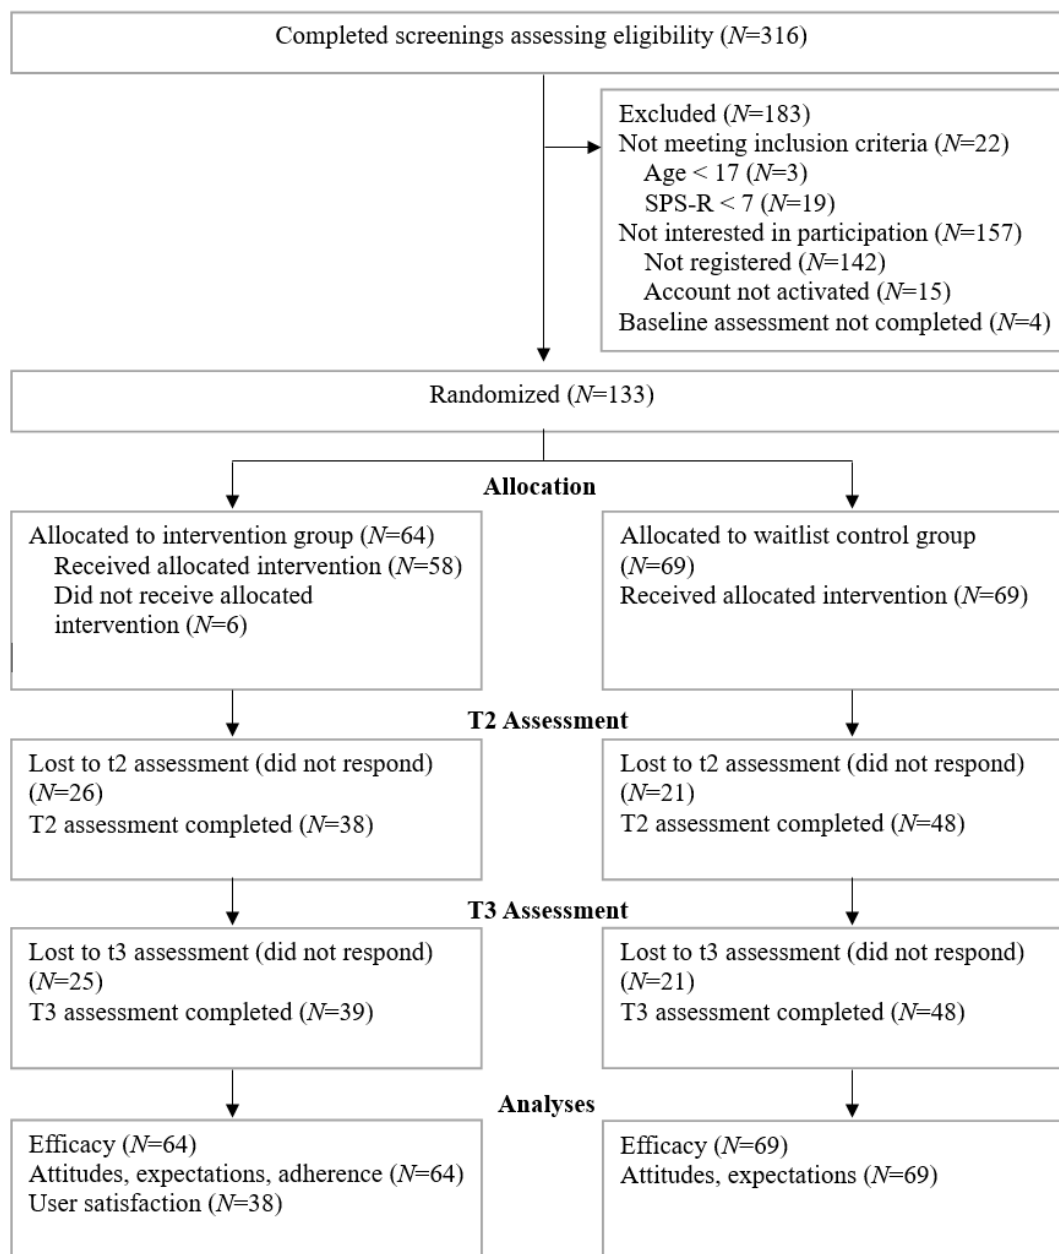 Completed screenings assessing eligibility (N=316)
Excluded (N=183)
Not meeting inclusion criteria (N=22)
Age < 17 (N=3)
SPS-R < 7 (N=19)
Not interested in participation (N=157)
Not registered (N=142)
Account not activated (N=15)
Baseline assessment not completed (N=4)
Randomized (N=133)
Allocation
Allocated to intervention group (N=64)
Received allocated intervention (N=58)
Did not receive allocated
intervention (N=6)
Allocated to waitlist control group
(N=69)
Received allocated intervention (N=69)
T2 Assessment
Lost to t2 assessment (did not respond)
(N=26)
T2 assessment completed (N=38)
Lost to t2 assessment (did not respond)
(N=21)
T2 assessment completed (N=48)
T3 Assessment
Lost to t3 assessment (did not respond)
(N=25)
T3 assessment completed (N=39)
Lost to t3 assessment (did not respond)
(N=21)
T3 assessment completed (N=48)
Analyses
Efficacy (N=64)
Attitudes, expectations, adherence (N=64)
User satisfaction (N=38)
Efficacy (N=69)
Attitudes, expectations (N=69)